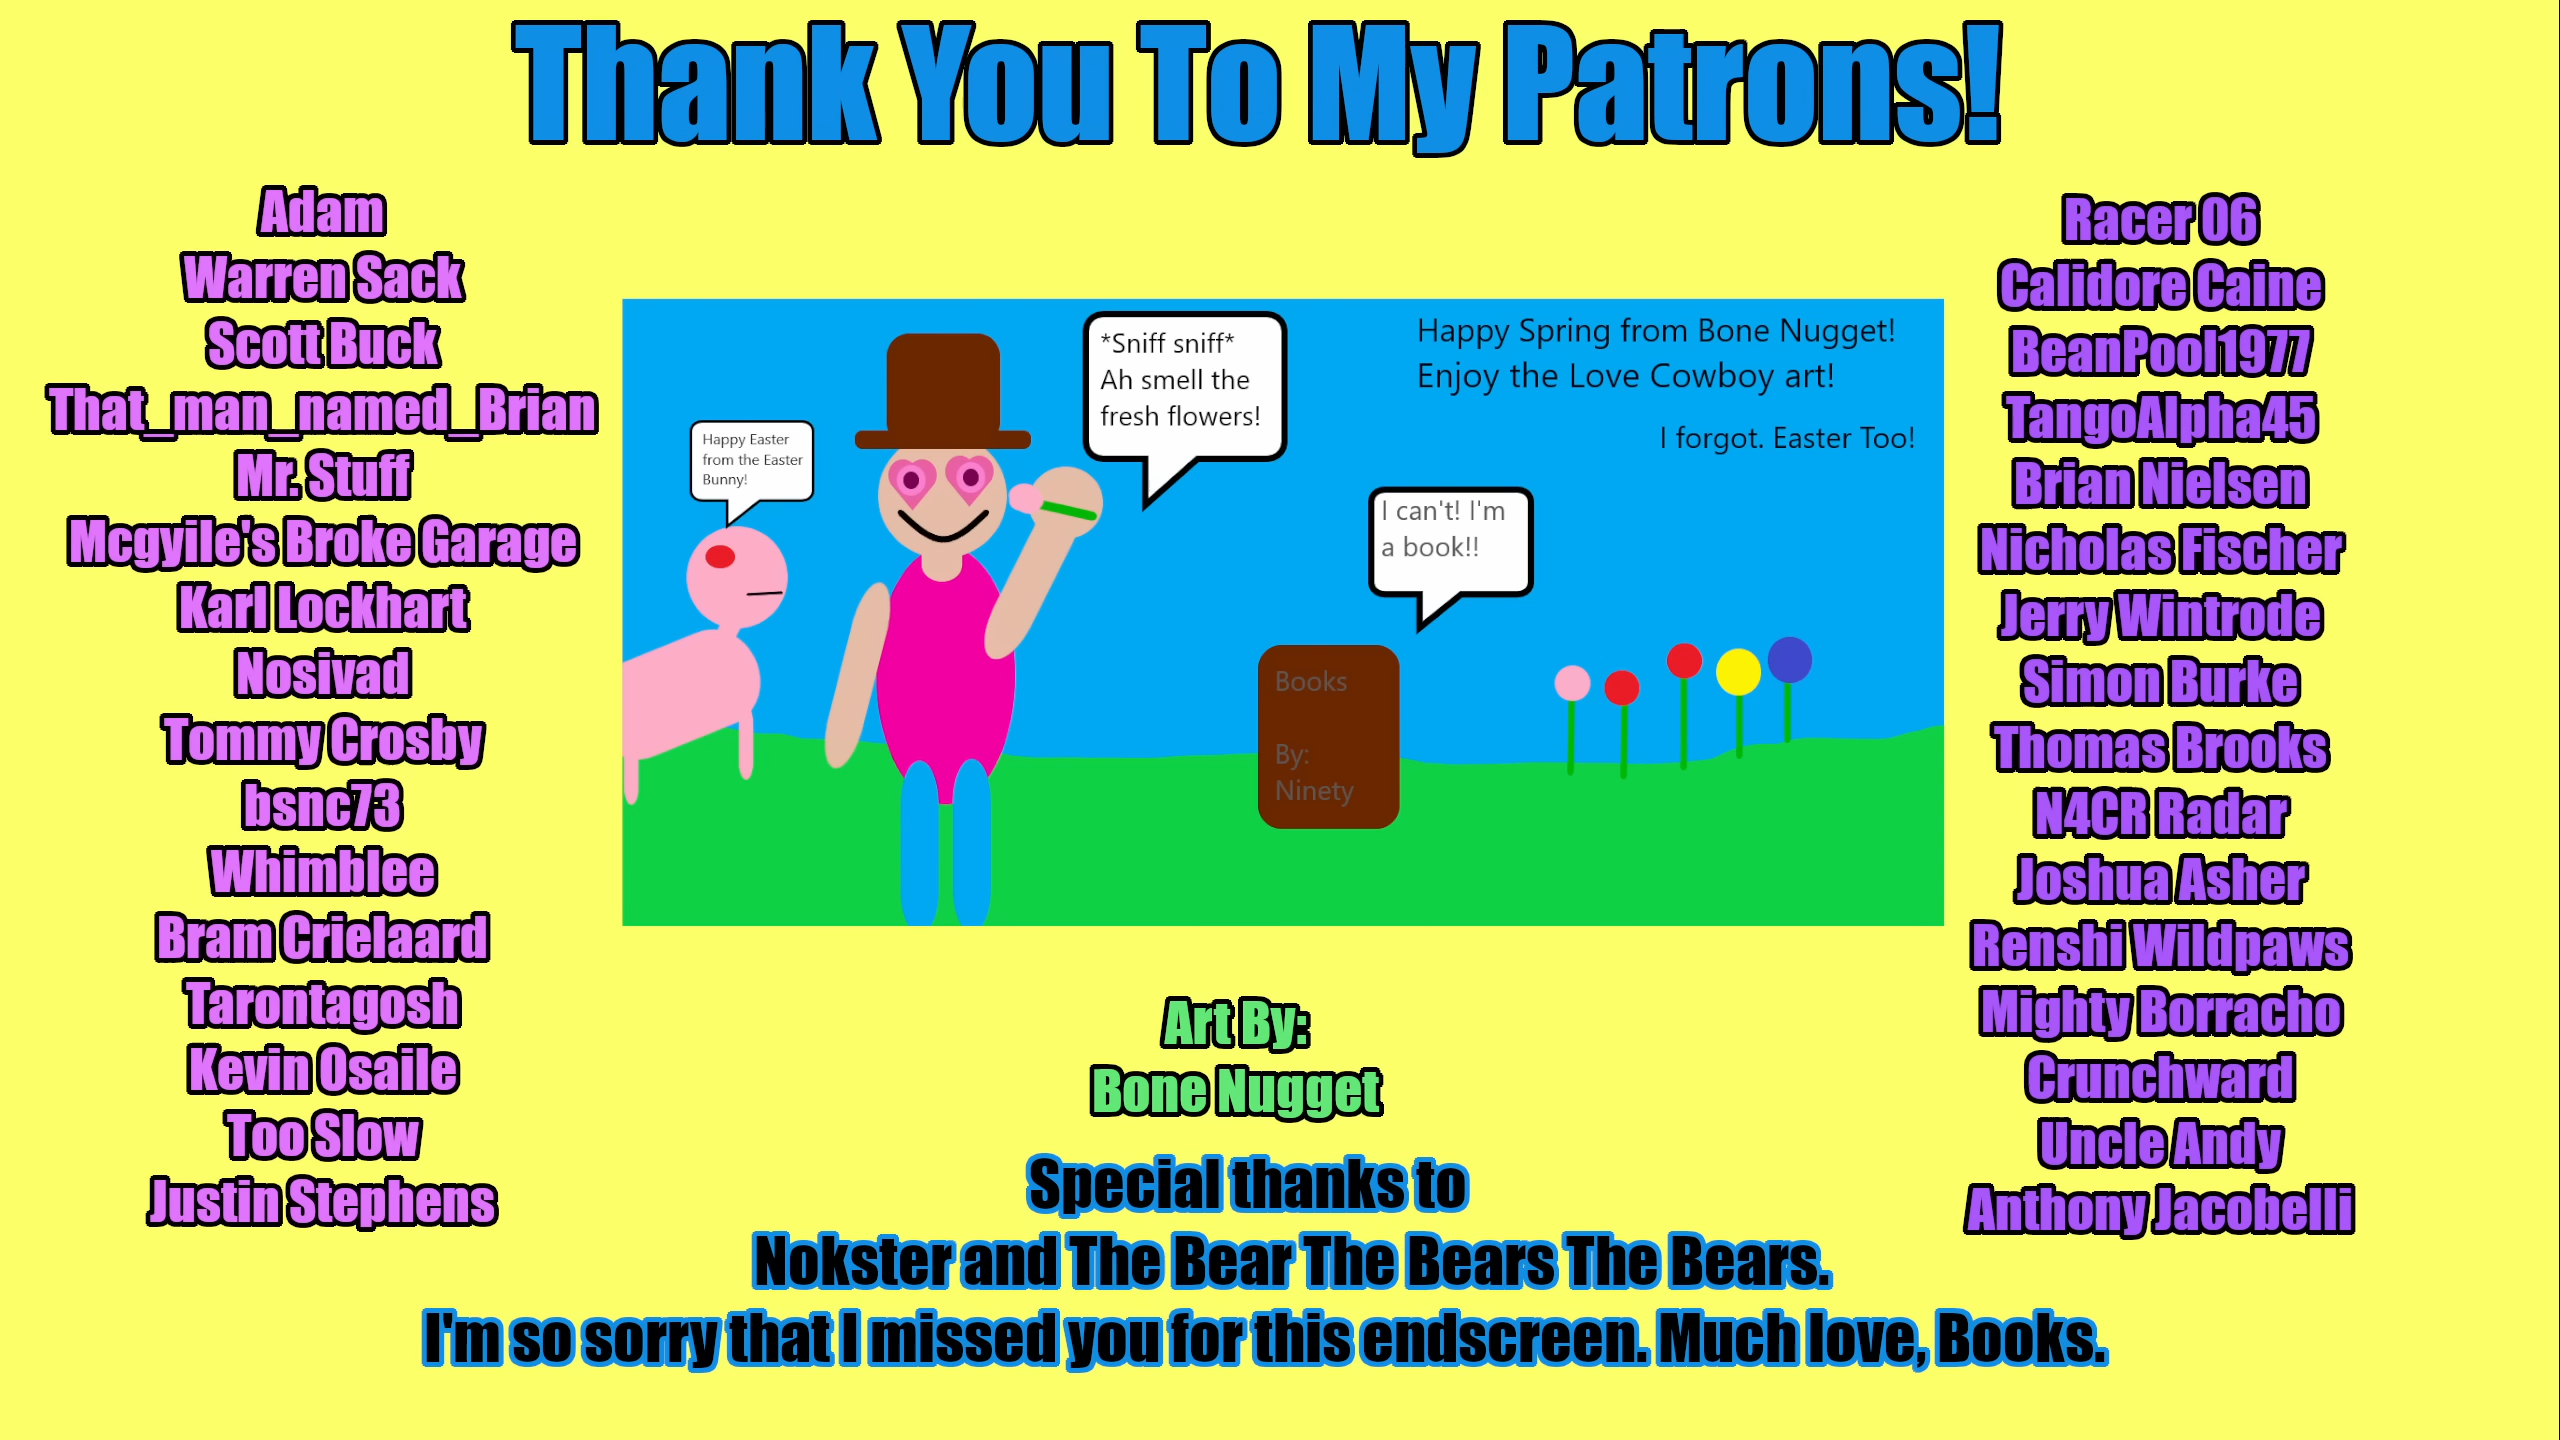 Thank You To My Patrons!
Adam
Warren Sack
Scott Buck
That_man_named_Brian
Mr. Stuff
Mcgyile's Broke Garage
Karl Lockhart
Nosivad
Tommy Crosby
bsnc73
Whimblee
Bram Crielaard
Tarontagosh
Kevin Osaile
Too Slow
Justin Stephens
Happy Easter
from the Easter
Bunny!
*Sniff sniff*
Ah smell the
fresh flowers!
Happy Spring from Bone Nugget!
Enjoy the Love Cowboy art!
I forgot. Easter Too!
I can't! I'm
a book!!
Books
By:
Ninety
Art By:
Bone Nugget
Special thanks to
Nokster and The Bear The Bears The Bears.
I'm so sorry that I missed you for this endscreen. Much love, Books.
Racer 06
Calidore Caine
BeanPool1977
TangoAlpha45
Brian Nielsen
Nicholas Fischer
Jerry Wintrode
Simon Burke
Thomas Brooks
N4CR Radar
Joshua Asher
Renshi Wildpaws
Mighty Borracho
Crunchward
Uncle Andy
Anthony Jacobelli